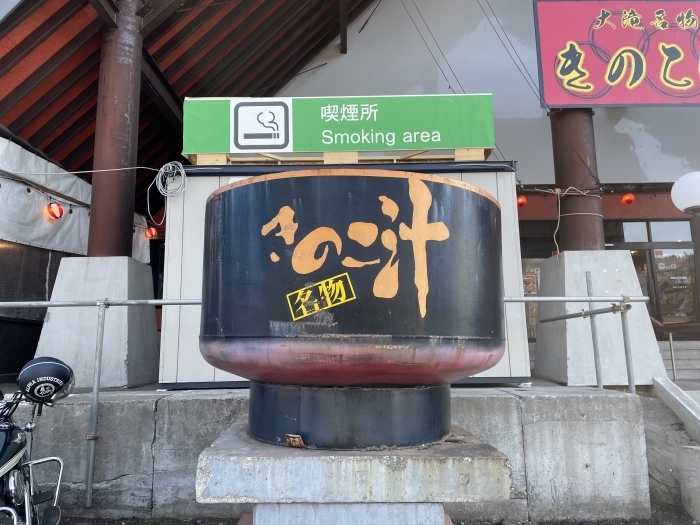 大滝名物
きのこ
喫煙所
Smoking area
きのこ汁
名物